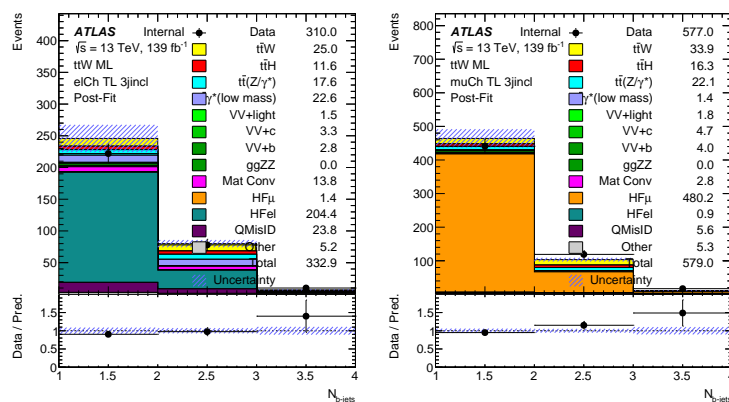 Events
400
350
300
250
200
150
100
50
ATLAS Internal
√s = 13 TeV, 139 fb⁻¹
ttW ML
elCh TL 3jincl
Post-Fit
Data 310.0
tt̄W 25.0
tt̄H 11.6
tt̄(Z/γ*) 17.6
γ*(low mass) 22.6
VV+light 1.5
VV+c 3.3
VV+b 2.8
ggZZ 0.0
Mat Conv 13.8
HFμ 1.4
HFel 204.4
QMisID 23.8
Other 5.2
Total 332.9
Uncertainty
Data / Pred.
1.5
1
0.5
0
1 1.5 2 2.5 3 3.5 4
N b-jets
Events
800
700
600
500
400
300
200
100
ATLAS Internal
√s = 13 TeV, 139 fb⁻¹
ttW ML
muCh TL 3jincl
Post-Fit
Data 577.0
tt̄W 33.9
tt̄H 16.3
tt̄(Z/γ*) 22.1
γ*(low mass) 1.4
VV+light 1.8
VV+c 4.7
VV+b 4.0
ggZZ 0.0
Mat Conv 2.8
HFμ 480.2
HFel 0.9
QMisID 5.6
Other 5.3
Total 579.0
Uncertainty
Data / Pred.
1.5
1
0.5
0
1 1.5 2 2.5 3 3.5 4
N b-jets